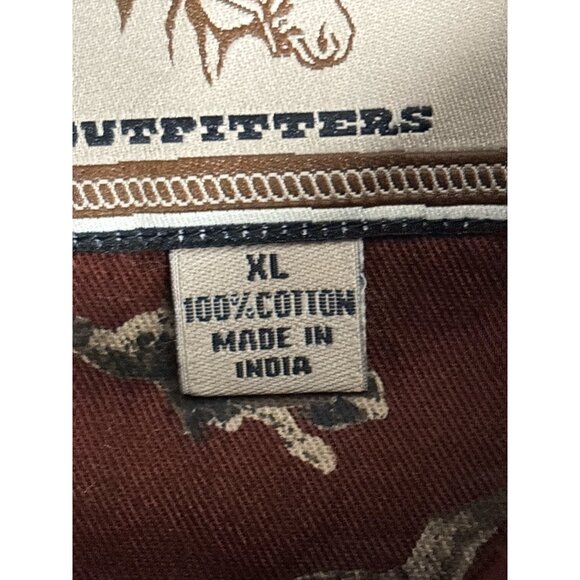 OUTFITTERS
XL
100% COTTON
MADE IN
INDIA